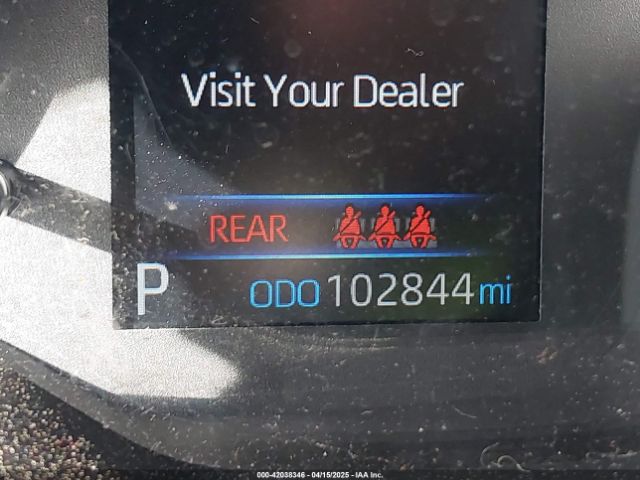 Visit Your Dealer
REAR
P ODO 102844 mi
000-42038346 - 04/15/2025 - IAA Inc.